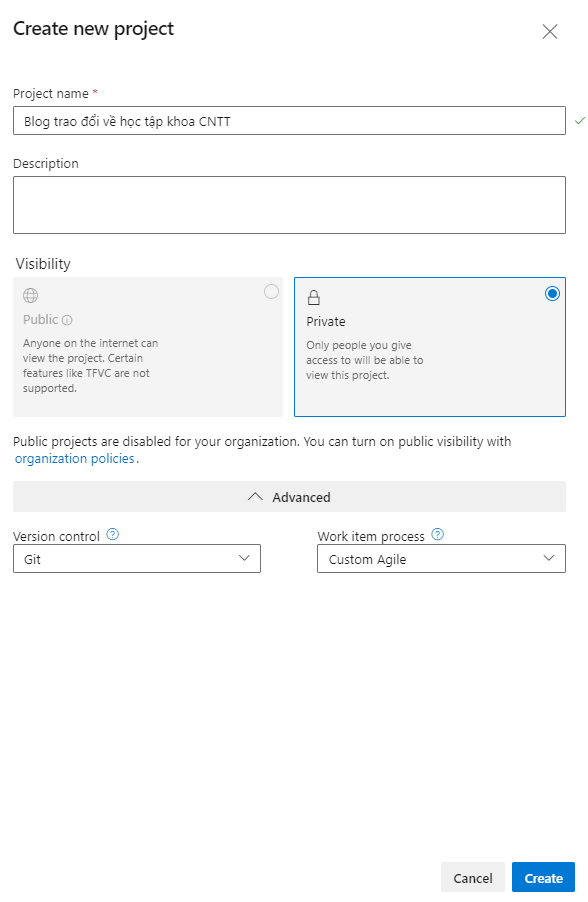 Create new project
Project name *
Blog trao đổi về học tập khoa CNTT
Description
Visibility
Public
Anyone on the internet can
view the project. Certain
features like TFVC are not
supported.
Private
Only people you give
access to will be able to
view this project.
Public projects are disabled for your organization. You can turn on public visibility with
organization policies.
Advanced
Version control ?
Git
Work item process ?
Custom Agile
Cancel
Create